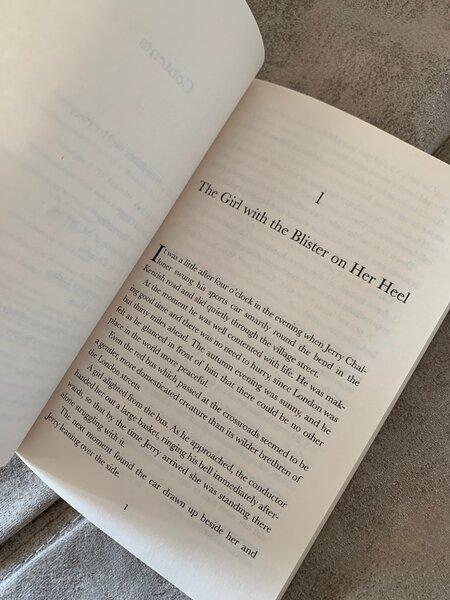 Contents
1
The Girl with the Blister on Her Heel
It was a little after four o'clock in the evening when Jerry Chal-
loner swung his sports car smartly round the bend in the
Kentish road and slid quietly through the village street.
At the moment he was well contented with life. He was mak-
ing good time and there was no need to hurry, since London was
but thirty miles ahead. The autumn evening was sunny, and he
felt as he glanced in front of him that there could be no other
place in the world more peaceful.
Even the red bus which passed at the crossroads seemed to be
a gentler, more domesticated creature than its wilder brethren of
the London streets.
A girl alighted from the bus. As he approached, the conductor
handed her out a large basket, ringing his bell immediately after-
wards, so that by the time Jerry arrived she was standing there
alone struggling with it.
The next moment found the car drawn up beside her and
Jerry leaning over the side.
1